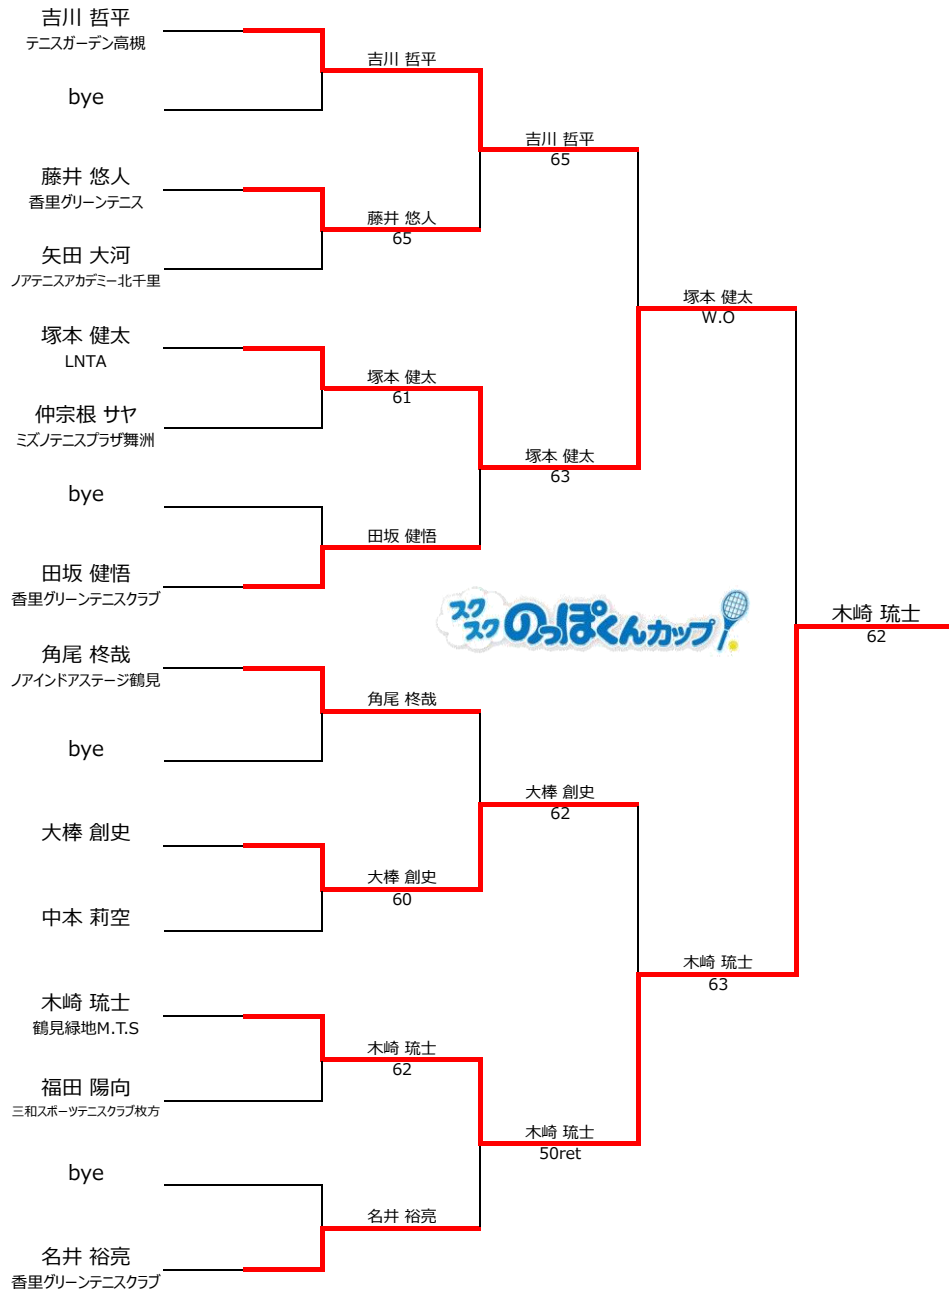 吉川 哲平
テニスガーデン高槻
bye
藤井 悠人
香里グリーンテニス
矢田 大河
ノアテニスアカデミー北千里
塚本 健太
LNTA
仲宗根 サヤ
ミズノテニスプラザ舞洲
bye
田坂 健悟
香里グリーンテニスクラブ
角尾 柊哉
ノアインドアステージ鶴見
bye
大棒 創史
中本 莉空
木崎 琉士
鶴見緑地M.T.S
福田 陽向
三和スポーツテニスクラブ枚方
bye
名井 裕亮
香里グリーンテニスクラブ
吉川 哲平
藤井 悠人
65
塚本 健太
61
田坂 健悟
角尾 柊哉
大棒 創史
60
木崎 琉士
62
名井 裕亮
吉川 哲平
65
塚本 健太
63
スクスク のっぽくんカップ
大棒 創史
62
木崎 琉士
50ret
塚本 健太
W.O
木崎 琉士
63
木崎 琉士
62